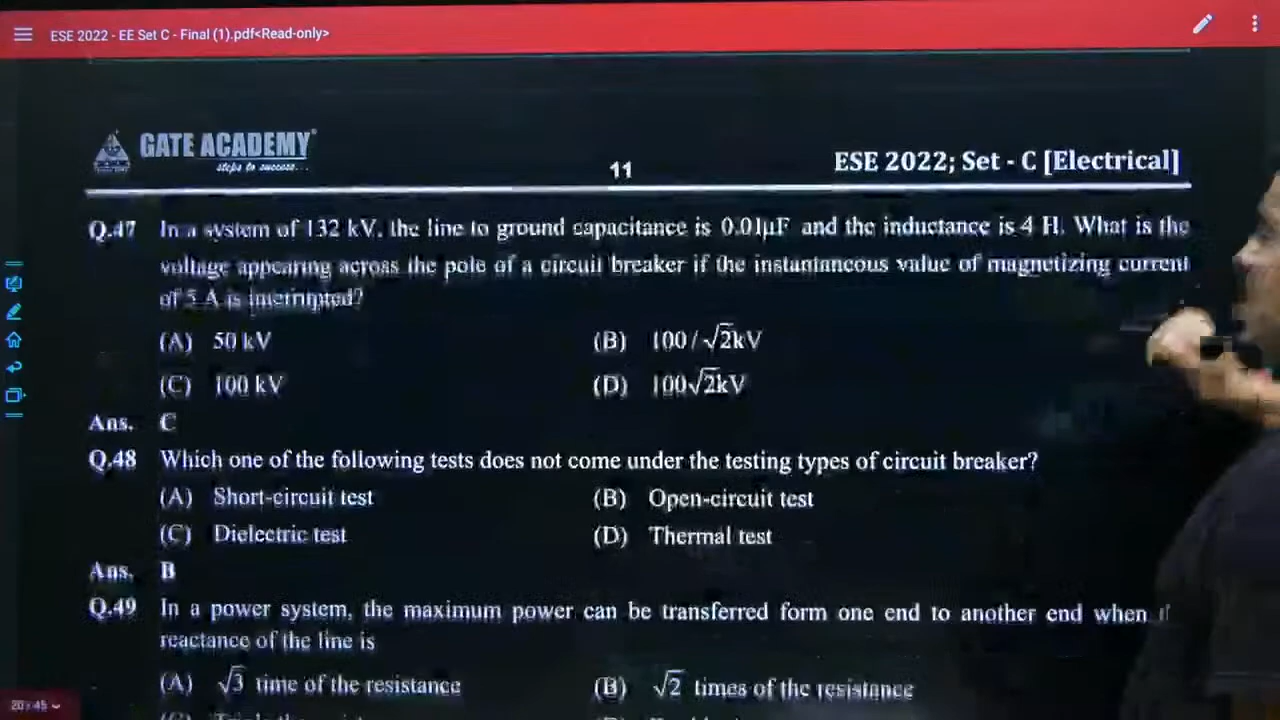 ESE 2022 - EE Set C - Final (1).pdf<Read-only>
GATE ACADEMY
steps to success...
11
ESE 2022; Set - C [Electrical]
Q.47 In a system of 132 kV, the line to ground capacitance is 0.01μF and the inductance is 4 H. What is the
voltage appearing across the pole of a circuit breaker if the instantaneous value of magnetizing current
of 5 A is interrupted?
(A) 50 kV (B) 100/√2kV
(C) 100 kV (D) 100√2kV
Ans. C
Q.48 Which one of the following tests does not come under the testing types of circuit breaker?
(A) Short-circuit test (B) Open-circuit test
(C) Dielectric test (D) Thermal test
Ans. B
Q.49 In a power system, the maximum power can be transferred form one end to another end when
reactance of the line is
(A) √3 time of the resistance (B) √2 times of the resistance
20 / 45